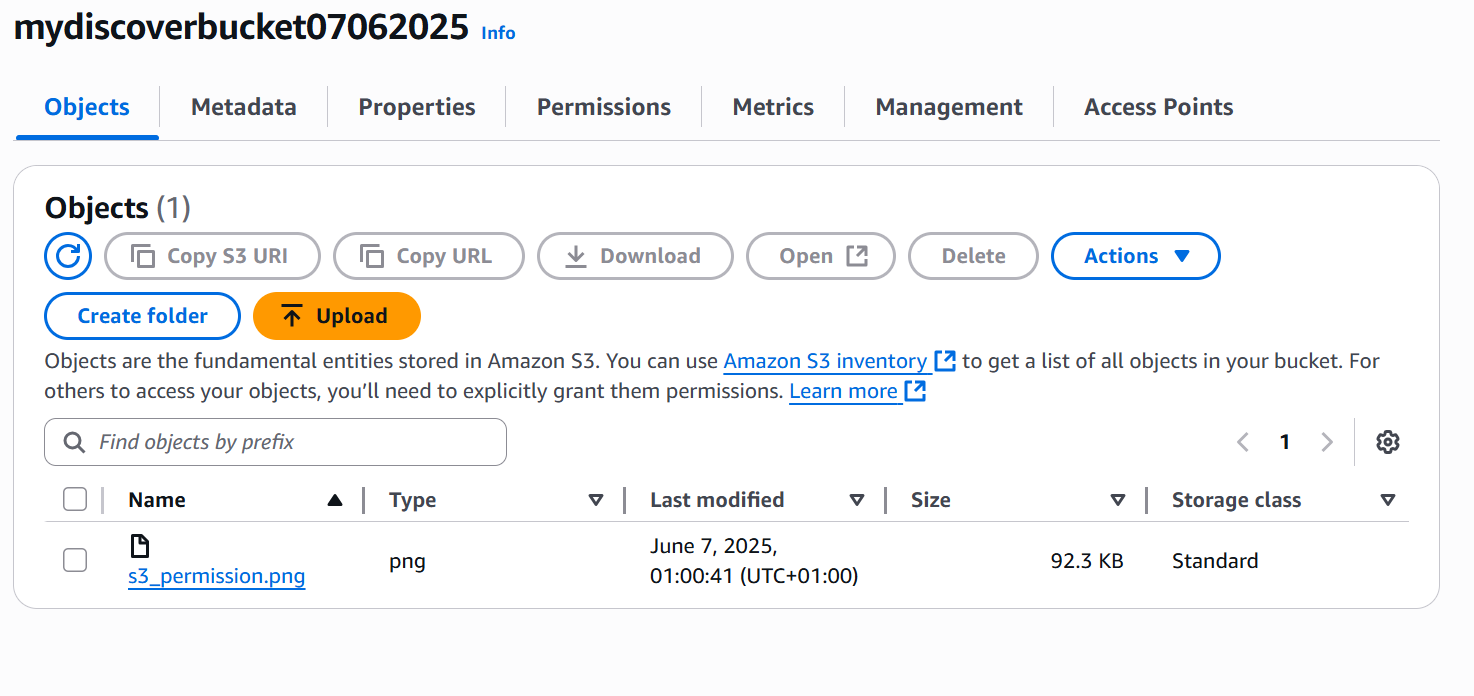 mydiscoverbucket07062025 Info
Objects Metadata Properties Permissions Metrics Management Access Points
Objects (1)
Copy S3 URI Copy URL Download Open Delete Actions
Create folder Upload
Objects are the fundamental entities stored in Amazon S3. You can use Amazon S3 inventory to get a list of all objects in your bucket. For
others to access your objects, you’ll need to explicitly grant them permissions. Learn more
Find objects by prefix 1
Name Type Last modified Size Storage class
s3_permission.png png June 7, 2025, 92.3 KB Standard
01:00:41 (UTC+01:00)